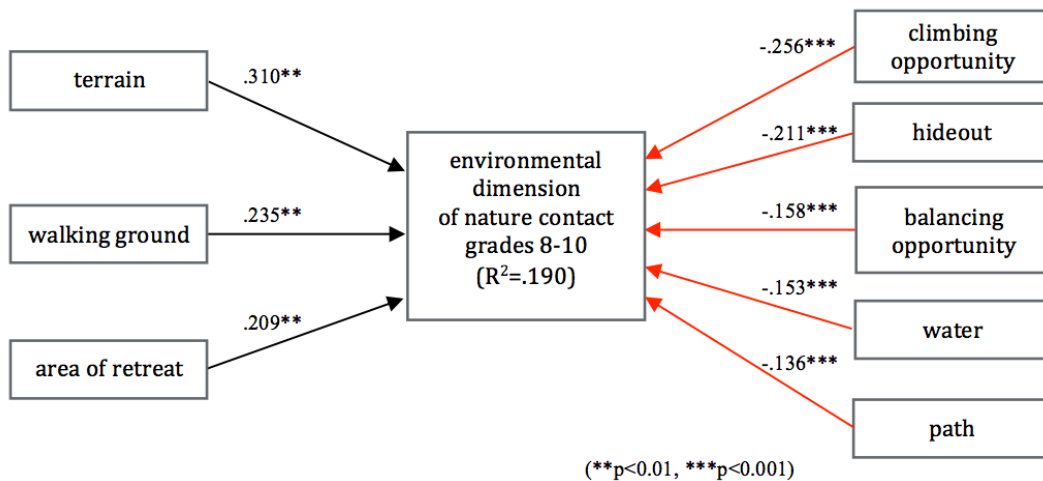 terrain
.310**
walking ground
.235**
area of retreat
.209**
environmental
dimension
of nature contact
grades 8-10
(R²=.190)
-.256***
climbing
opportunity
-.211***
hideout
-.158***
balancing
opportunity
-.153***
water
-.136***
path
(**p<0.01, ***p<0.001)